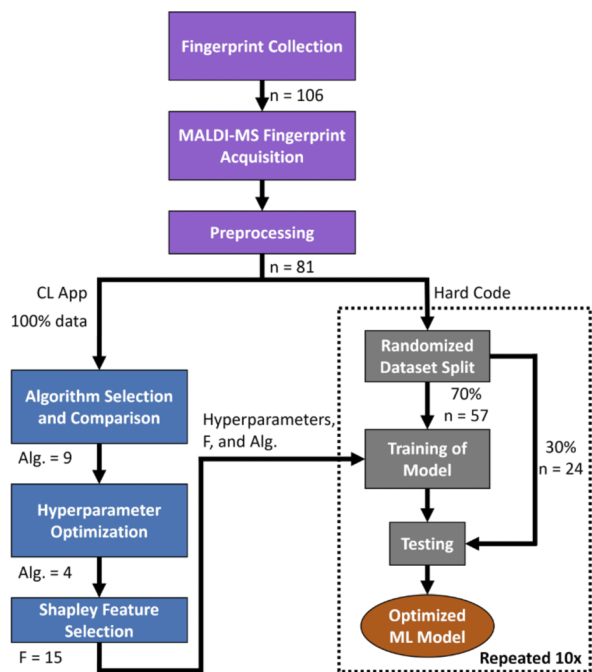 Fingerprint Collection
n = 106
MALDI-MS Fingerprint
Acquisition
Preprocessing
n = 81
CL App
100% data
Hard Code
Algorithm Selection
and Comparison
Alg. = 9
Hyperparameter
Optimization
Alg. = 4
Shapley Feature
Selection
F = 15
Hyperparameters,
F, and Alg.
Randomized
Dataset Split
70%
n = 57
30%
n = 24
Training of
Model
Testing
Optimized
ML Model
Repeated 10x